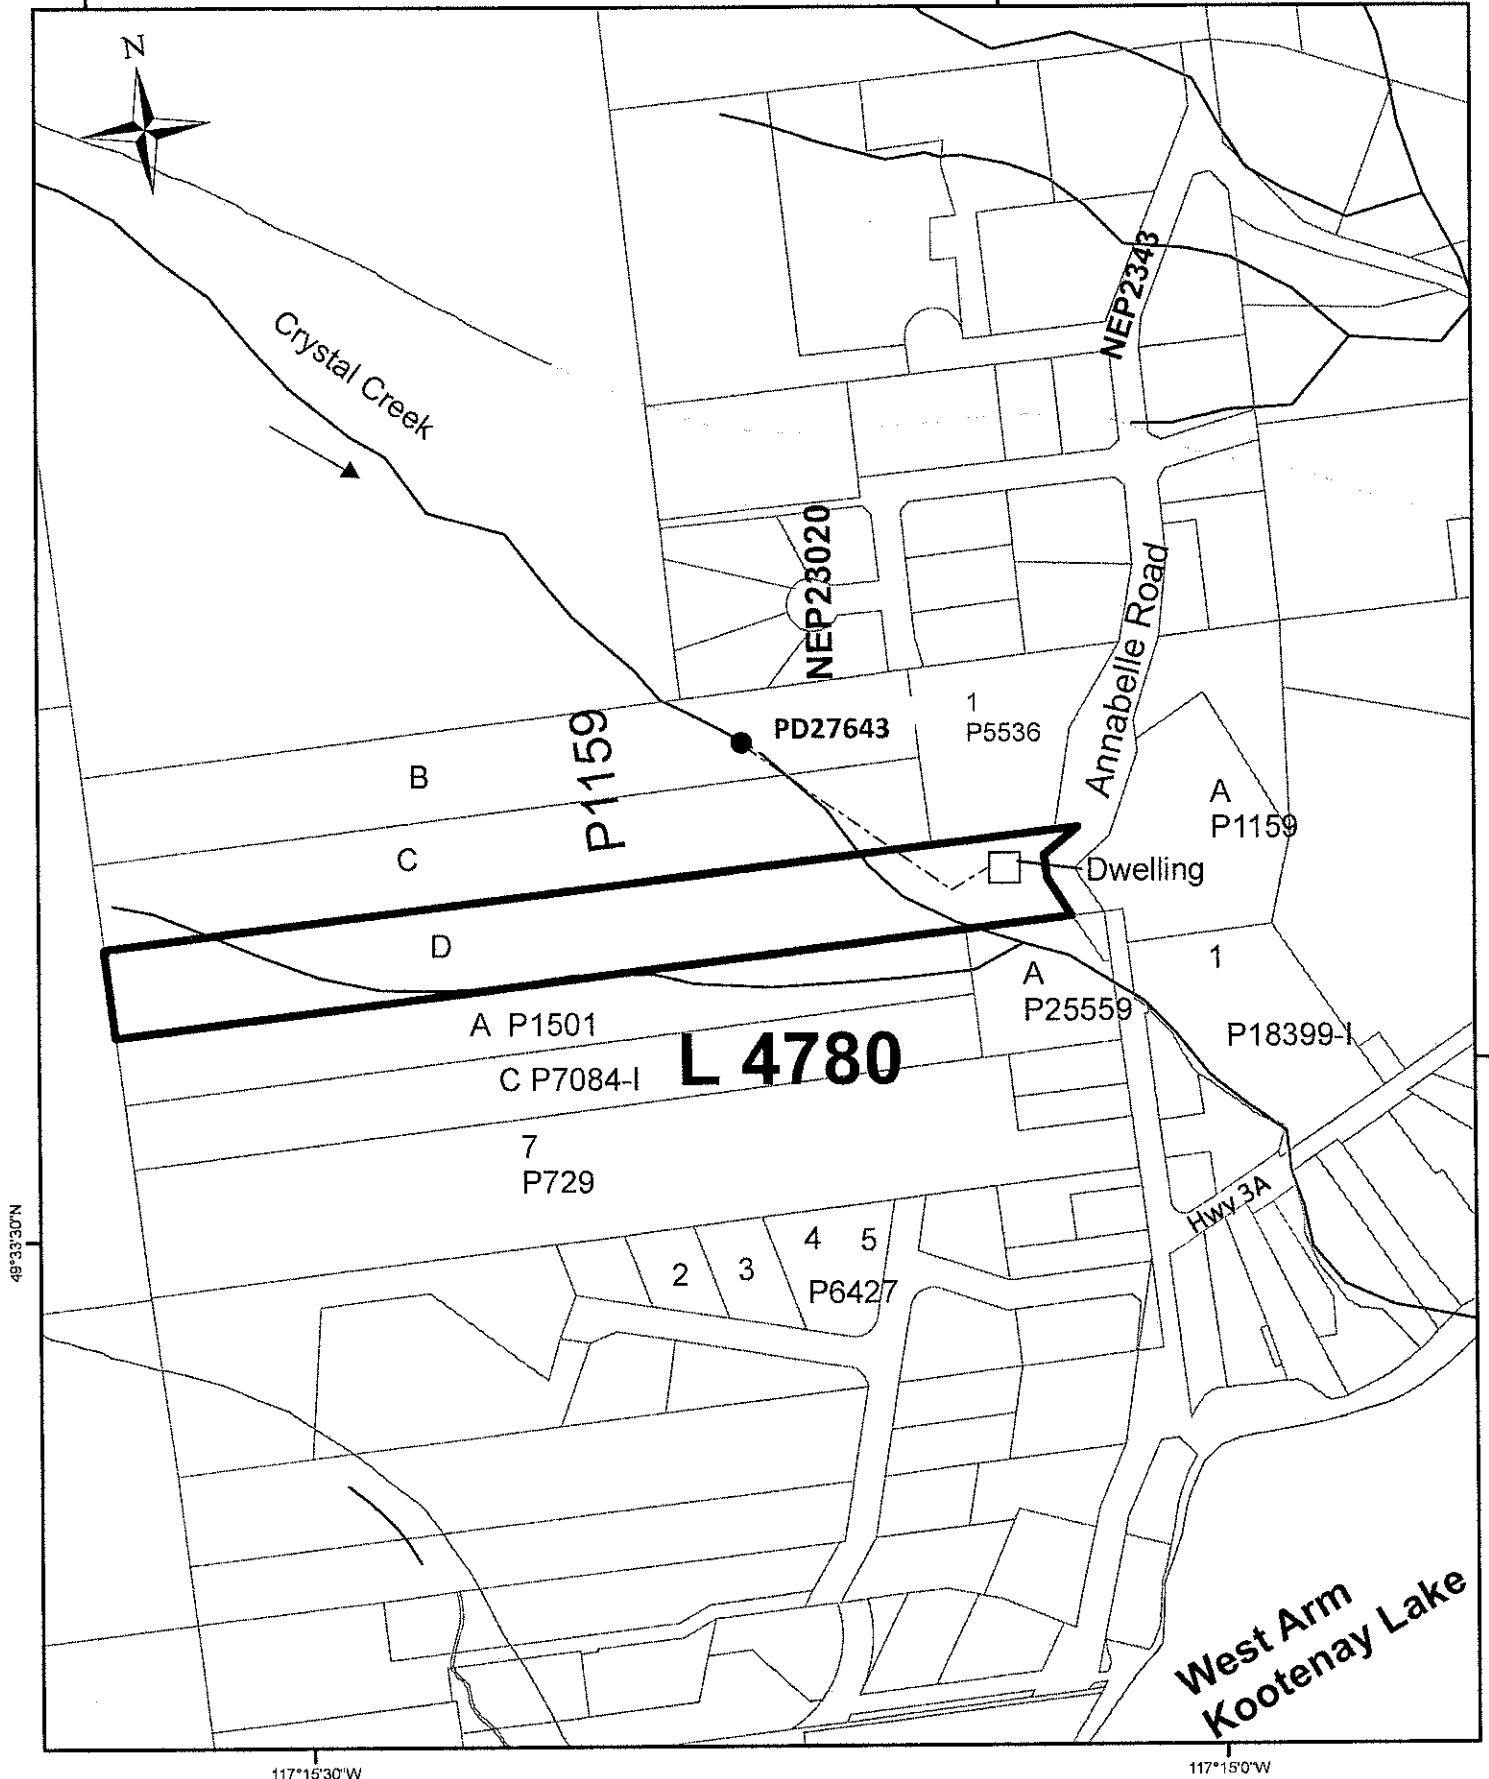 N
Crystal Creek
NEP2343
NEP23020
Annabelle Road
P1159
PD27643
1
P5536
B
A
P1159
C
Dwelling
D
1
A
P25559
A P1501
P18399-I
L 4780
C P7084-I
7
P729
Hwy 3A
49°33'30"N
4 5
2 3
P6427
West Arm
Kootenay Lake
117°15'30"W
117°15'0"W